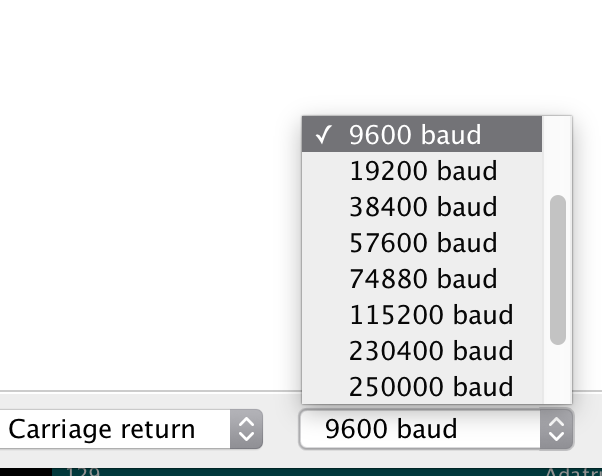 ✓ 9600 baud
19200 baud
38400 baud
57600 baud
74880 baud
115200 baud
230400 baud
250000 baud
Carriage return 9600 baud